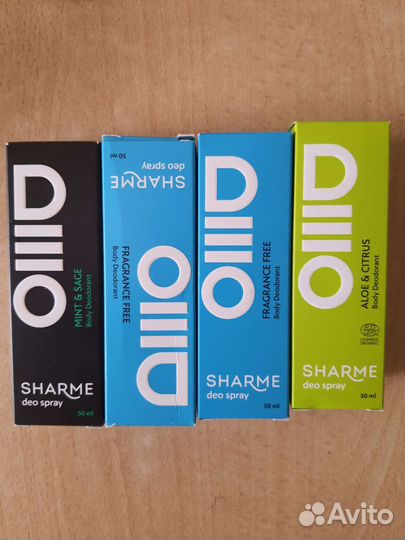 DEO
MINT & SAGE
Body Deodorant
SHARME
deo spray
50 ml
DEO
FRAGRANCE FREE
Body Deodorant
SHARME
deo spray
50 ml
DEO
FRAGRANCE FREE
Body Deodorant
SHARME
deo spray
50 ml
DEO
ALOE & CITRUS
Body Deodorant
COSMOS
ORGANIC
SHARME
deo spray
50 ml
Avito